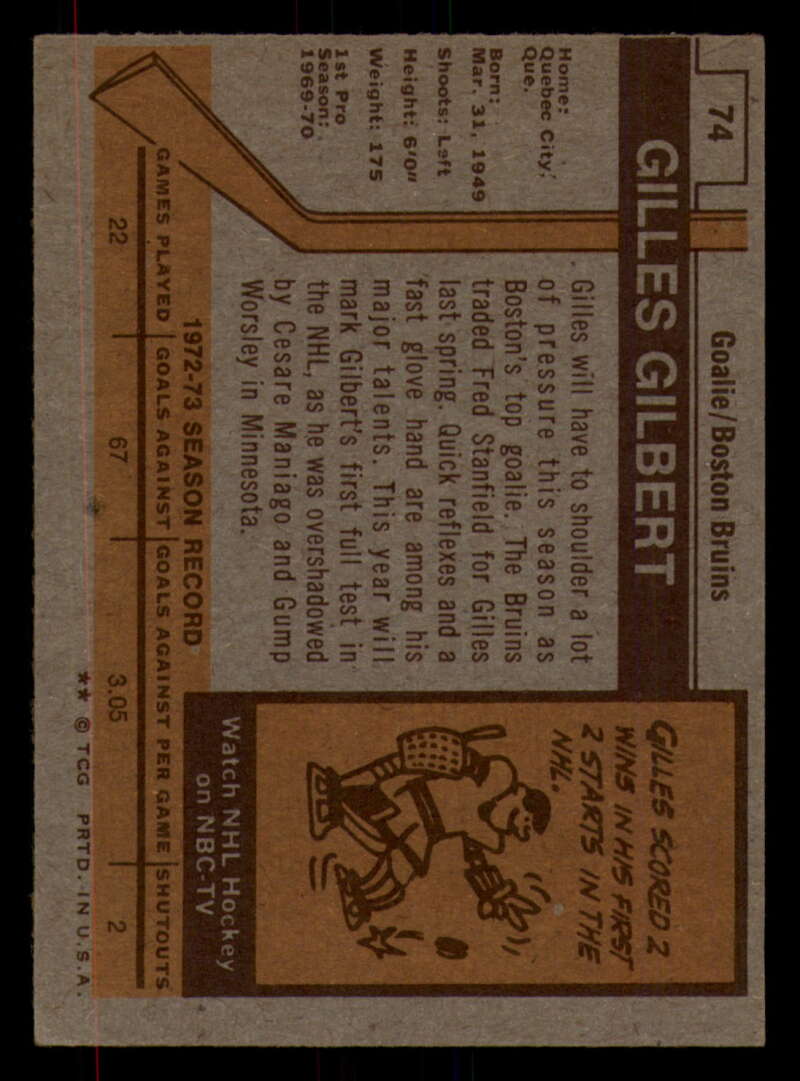 74
Goalie/Boston Bruins
GILLES GILBERT
Home:
Quebec City,
Que.
Born:
Mar. 31, 1949
Shoots: Left
Height: 6'0"
Weight: 175
1st Pro
Season:
1969-70
Gilles will have to shoulder a lot
of pressure this season as
Boston's top goalie. The Bruins
traded Fred Stanfield for Gilles
last spring. Quick reflexes and a
fast glove hand are among his
major talents. This year will
mark Gilbert's first full test in
the NHL, as he was overshadowed
by Cesare Maniago and Gump
Worsley in Minnesota.
GILLES SCORED 2
WINS IN HIS FIRST
2 STARTS IN THE
NHL.
Watch NHL Hockey
on NBC-TV
1972-73 SEASON RECORD
GAMES PLAYED GOALS AGAINST GOALS AGAINST PER GAME SHUTOUTS
22 67 3.05 2
** © TCG PRTD. IN U.S.A.